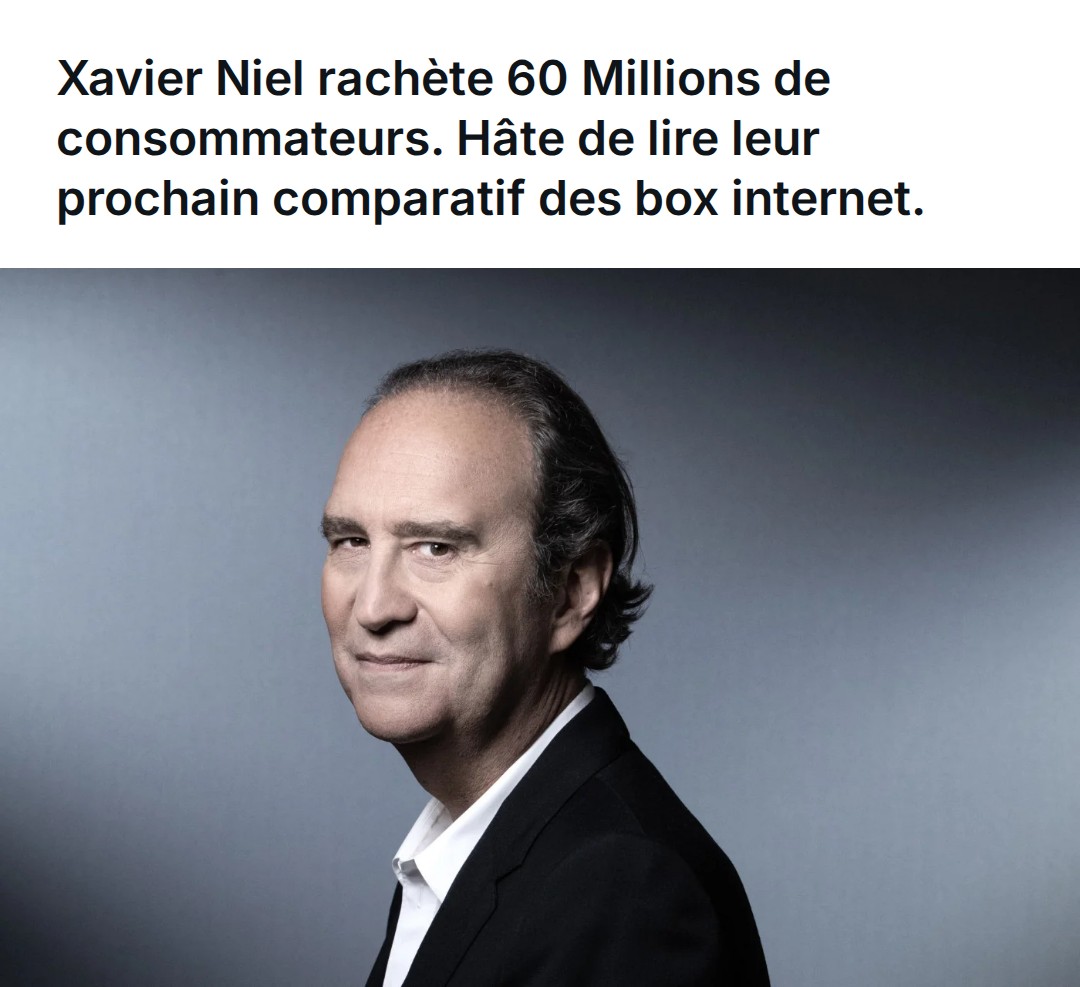 Xavier Niel rachète 60 Millions de
consommateurs. Hâte de lire leur
prochain comparatif des box internet.